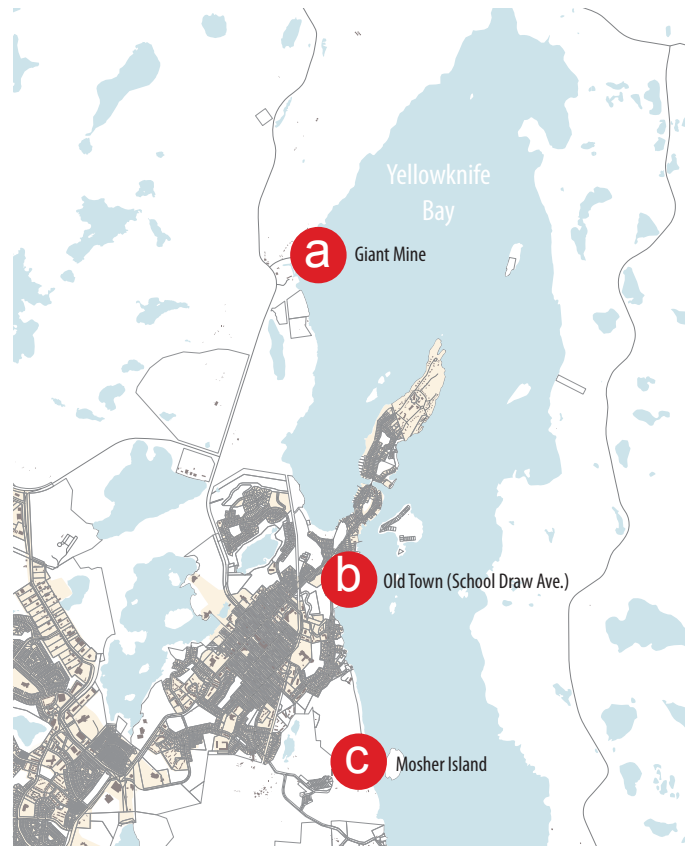 Yellowknife
Bay
a Giant Mine
b Old Town (School Draw Ave.)
c Mosher Island